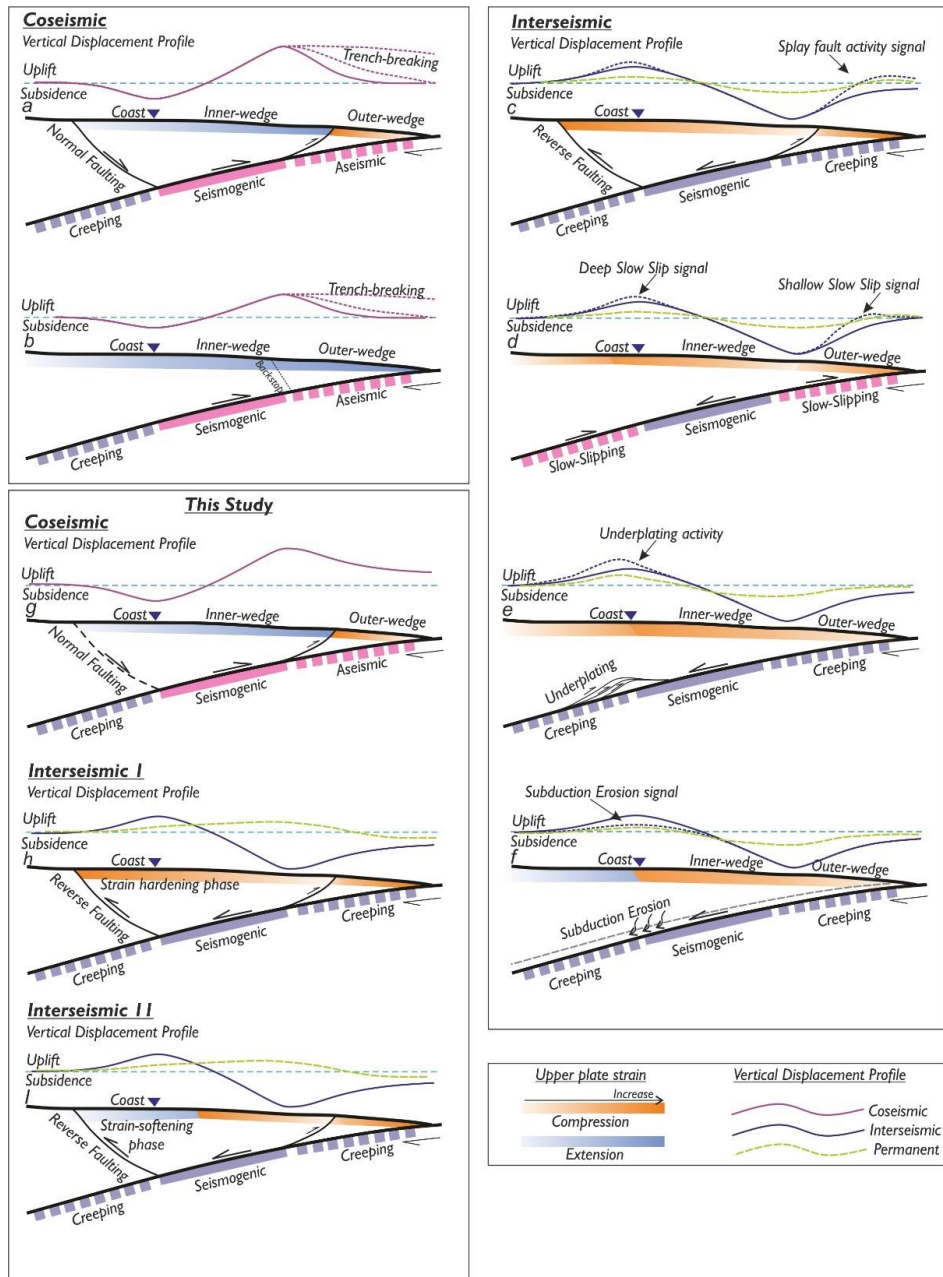 Coseismic
Vertical Displacement Profile
Trench-breaking
Uplift
Subsidence
a
Coast
Inner-wedge
Outer-wedge
Normal Faulting
Aseismic
Seismogenic
Creeping
Trench-breaking
Uplift
Subsidence
b
Coast
Inner-wedge
Outer-wedge
Backstop
Aseismic
Seismogenic
Creeping
This Study
Coseismic
Vertical Displacement Profile
Uplift
Subsidence
g
Coast
Inner-wedge
Outer-wedge
Normal Faulting
Aseismic
Seismogenic
Creeping
Interseismic I
Vertical Displacement Profile
Uplift
Subsidence
h
Coast
Strain hardening phase
Reverse Faulting
Creeping
Seismogenic
Creeping
Interseismic II
Vertical Displacement Profile
Uplift
Subsidence
I
Coast
Strain-softening
phase
Reverse Faulting
Creeping
Seismogenic
Creeping
Interseismic
Vertical Displacement Profile
Splay fault activity signal
Uplift
Subsidence
c
Coast
Inner-wedge
Outer-wedge
Reverse Faulting
Creeping
Seismogenic
Creeping
Deep Slow Slip signal
Shallow Slow Slip signal
Uplift
Subsidence
d
Coast
Inner-wedge
Outer-wedge
Seismogenic
Slow-Slipping
Slow-Slipping
Underplating activity
Uplift
Subsidence
e
Coast
Inner-wedge
Outer-wedge
Underplating
Creeping
Seismogenic
Creeping
Subduction Erosion signal
Uplift
Subsidence
f
Coast
Inner-wedge
Outer-wedge
Subduction Erosion
Creeping
Seismogenic
Creeping
Upper plate strain
Increase
Compression
Extension
Vertical Displacement Profile
Coseismic
Interseismic
Permanent